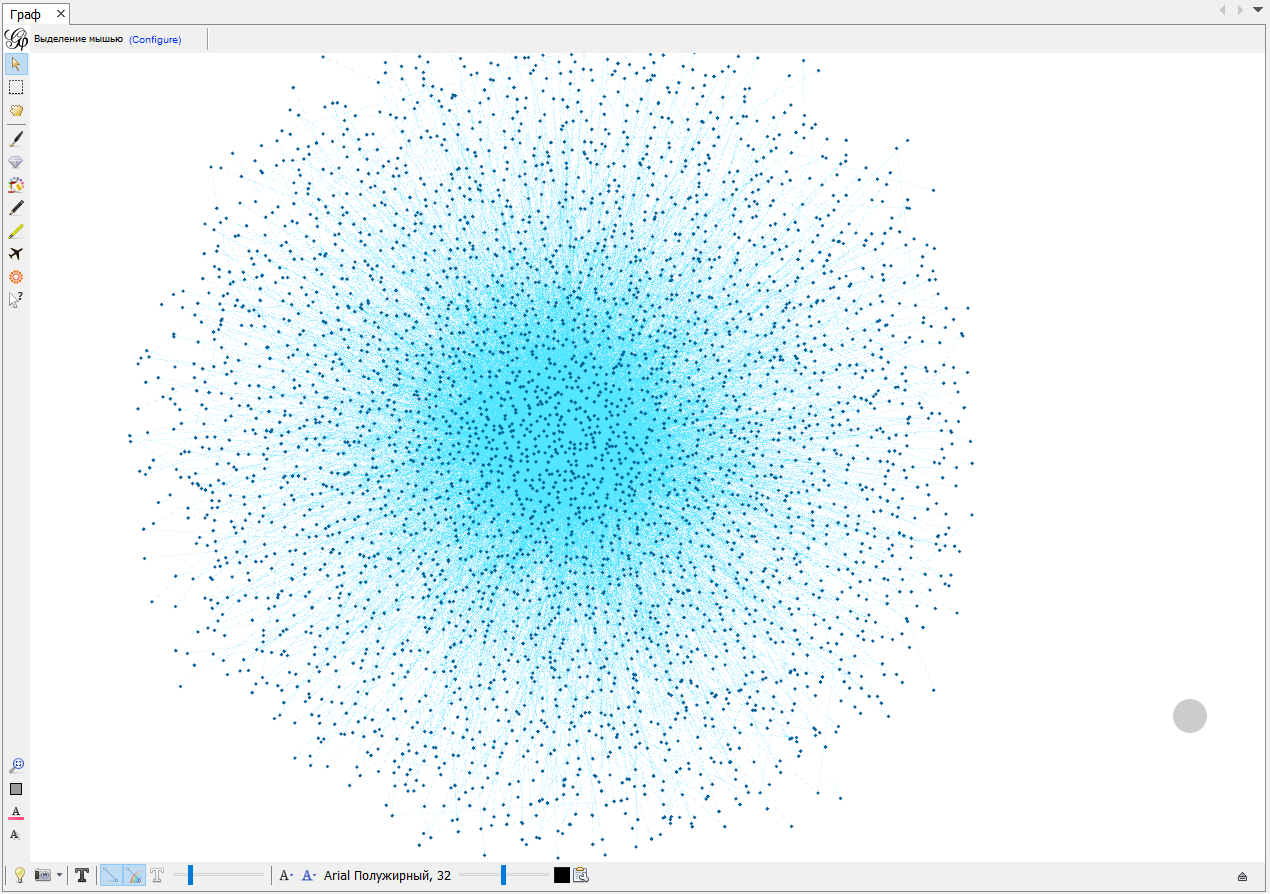 Граф
Выделение мышью (Configure)
Arial Полужирный, 32